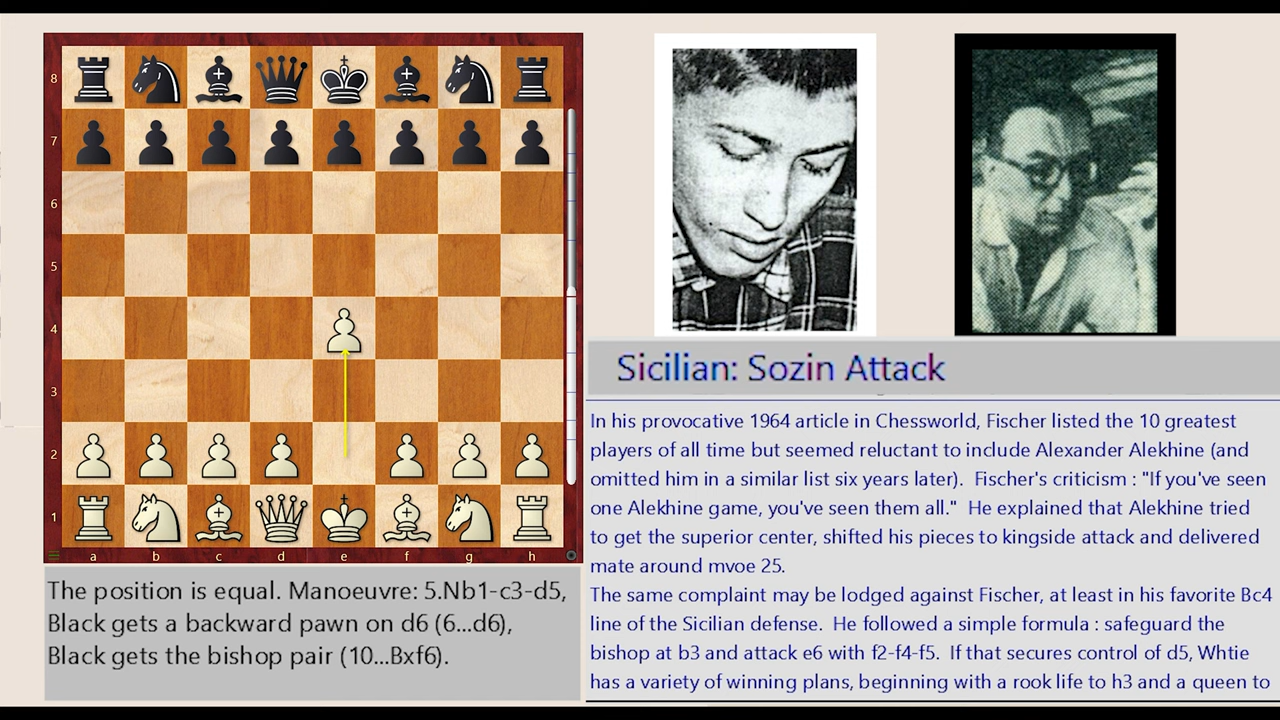 8
7
6
5
4
3
2
1
a b c d e f g h
The position is equal. Manoeuvre: 5.Nb1-c3-d5,
Black gets a backward pawn on d6 (6...d6),
Black gets the bishop pair (10...Bxf6).
Sicilian: Sozin Attack
In his provocative 1964 article in Chessworld, Fischer listed the 10 greatest
players of all time but seemed reluctant to include Alexander Alekhine (and
omitted him in a similar list six years later).  Fischer's criticism : "If you've seen
one Alekhine game, you've seen them all."  He explained that Alekhine tried
to get the superior center, shifted his pieces to kingside attack and delivered
mate around mvoe 25.
The same complaint may be lodged against Fischer, at least in his favorite Bc4
line of the Sicilian defense.  He followed a simple formula : safeguard the
bishop at b3 and attack e6 with f2-f4-f5.  If that secures control of d5, Whtie
has a variety of winning plans, beginning with a rook life to h3 and a queen to